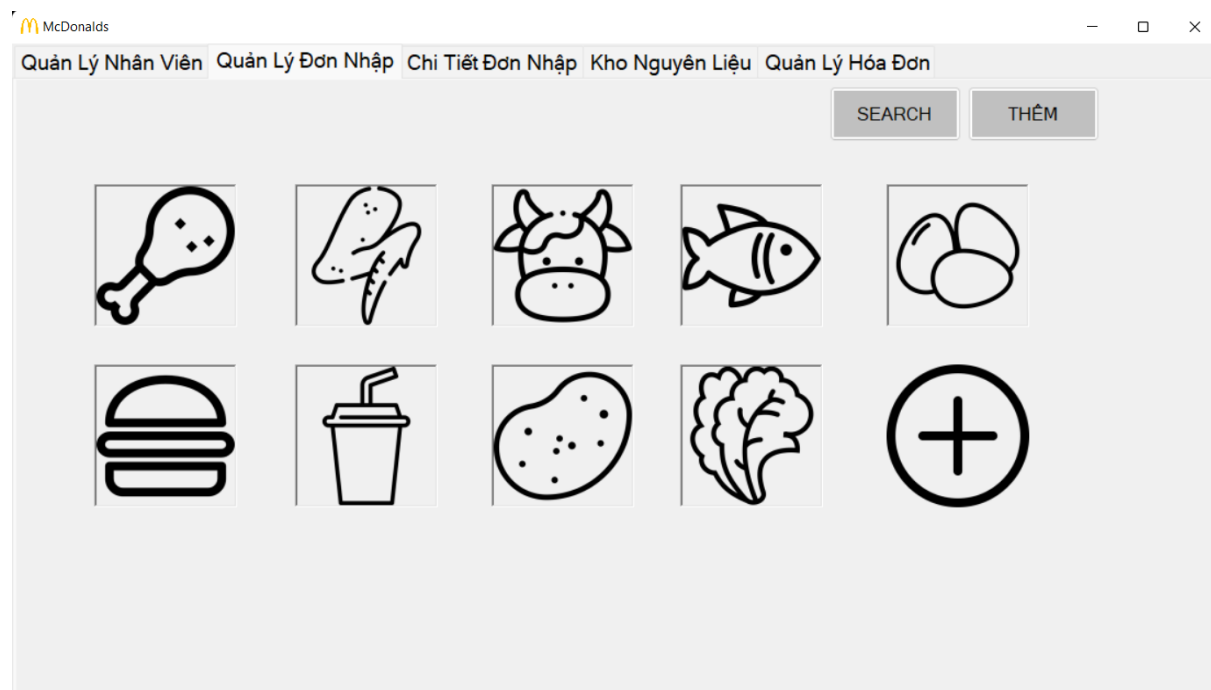 McDonalds
Quản Lý Nhân Viên Quản Lý Đơn Nhập Chi Tiết Đơn Nhập Kho Nguyên Liệu Quản Lý Hóa Đơn
SEARCH THÊM